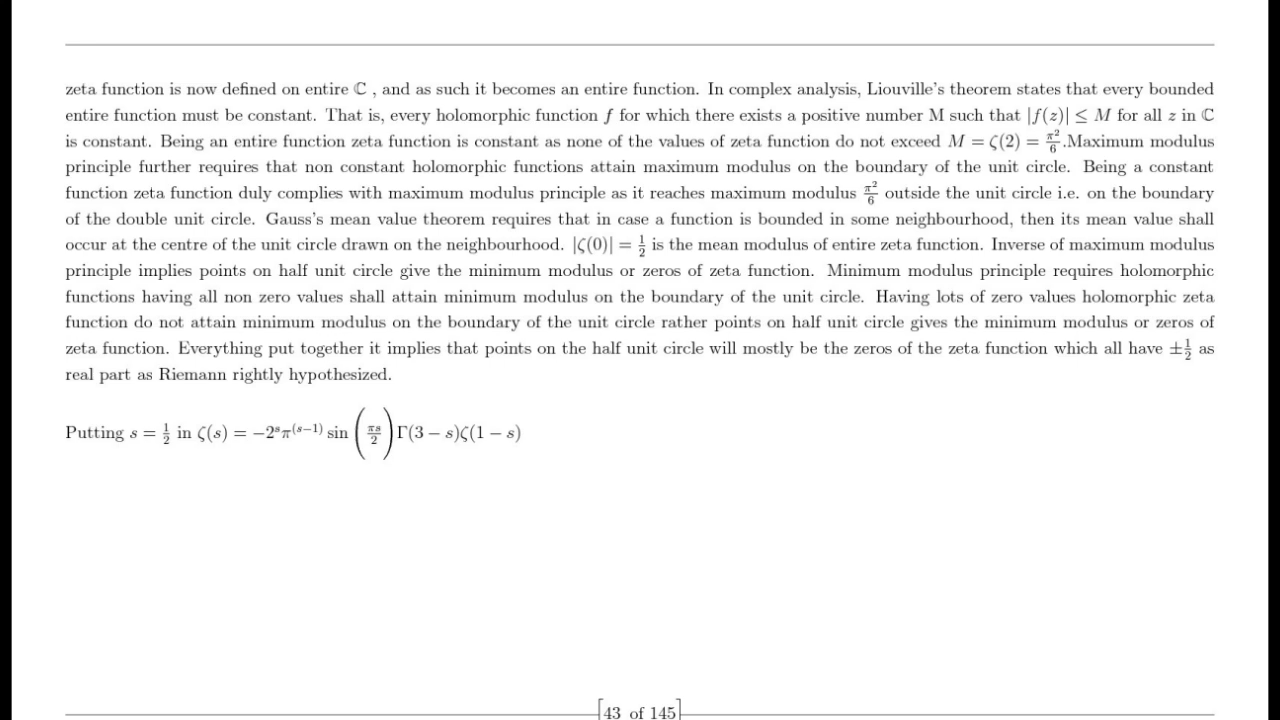 zeta function is now defined on entire ℂ , and as such it becomes an entire function. In complex analysis, Liouville's theorem states that every bounded
entire function must be constant. That is, every holomorphic function f for which there exists a positive number M such that |f(z)| ≤ M for all z in ℂ
is constant. Being an entire function zeta function is constant as none of the values of zeta function do not exceed M = ζ(2) = π²/6.Maximum modulus
principle further requires that non constant holomorphic functions attain maximum modulus on the boundary of the unit circle. Being a constant
function zeta function duly complies with maximum modulus principle as it reaches maximum modulus π²/6 outside the unit circle i.e. on the boundary
of the double unit circle. Gauss's mean value theorem requires that in case a function is bounded in some neighbourhood, then its mean value shall
occur at the centre of the unit circle drawn on the neighbourhood. |ζ(0)| = 1/2 is the mean modulus of entire zeta function. Inverse of maximum modulus
principle implies points on half unit circle give the minimum modulus or zeros of zeta function. Minimum modulus principle requires holomorphic
functions having all non zero values shall attain minimum modulus on the boundary of the unit circle. Having lots of zero values holomorphic zeta
function do not attain minimum modulus on the boundary of the unit circle rather points on half unit circle gives the minimum modulus or zeros of
zeta function. Everything put together it implies that points on the half unit circle will mostly be the zeros of the zeta function which all have ±1/2 as
real part as Riemann rightly hypothesized.
Putting s = 1/2 in ζ(s) = −2^s π^(s−1) sin(πs/2)Γ(3 − s)ζ(1 − s)
[43 of 145]